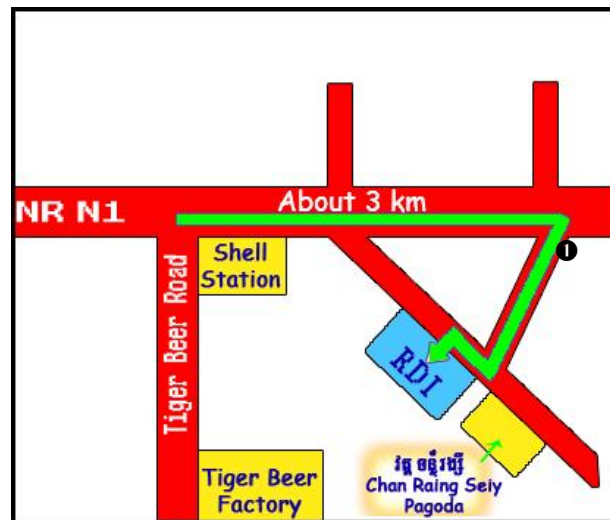 About 3 km
NR N1
1
Shell
Station
Tiger Beer Road
RDI
Tiger Beer
Factory
វត្ត ចន្ទ័រង្សី
Chan Raing Seiy
Pagoda